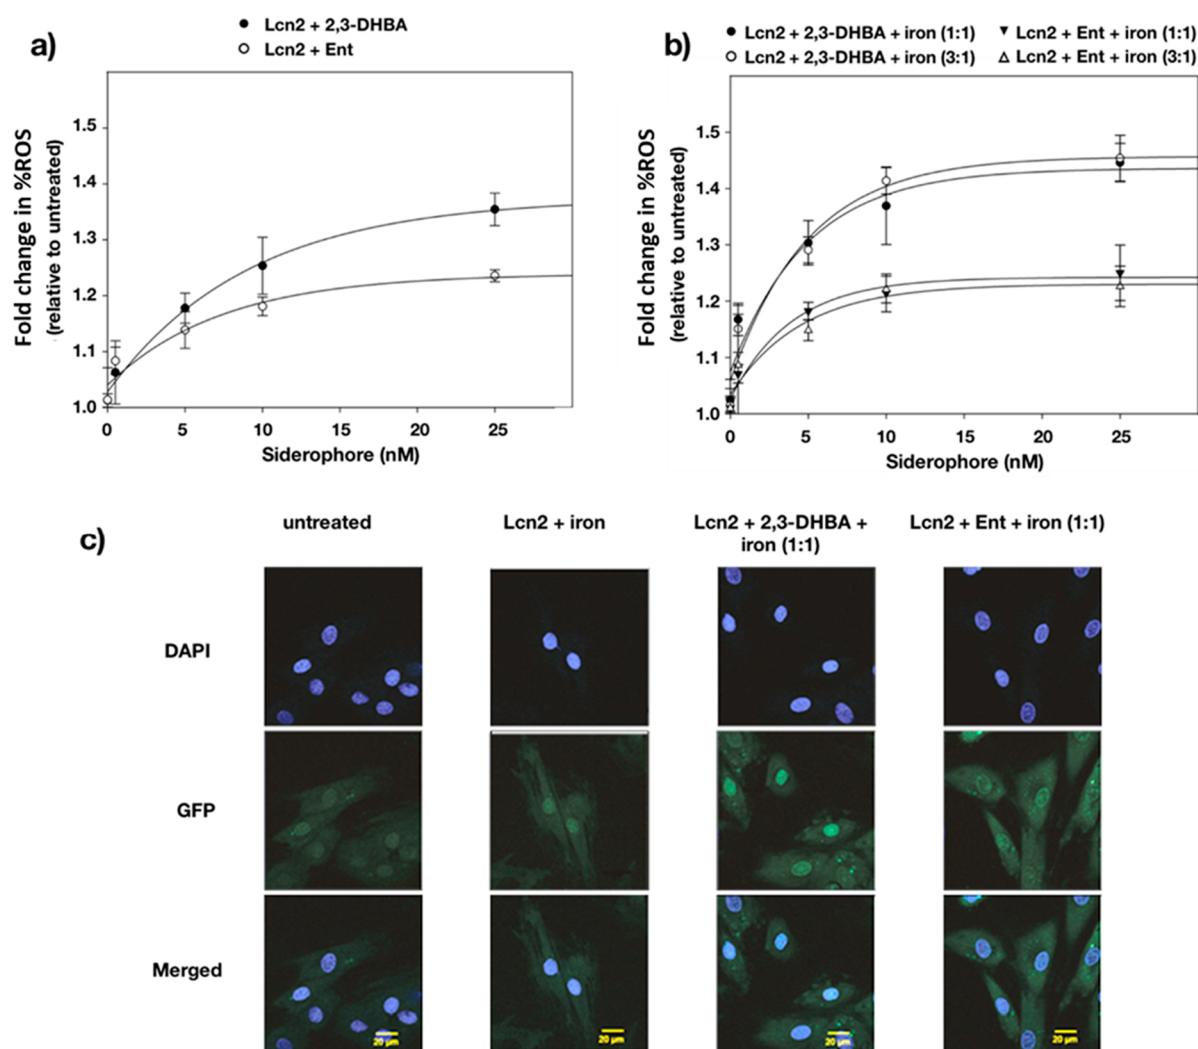 a)
Lcn2 + 2,3-DHBA
Lcn2 + Ent
Fold change in %ROS
(relative to untreated)
1.5
1.4
1.3
1.2
1.1
1.0
0 5 10 15 20 25
Siderophore (nM)
b)
Lcn2 + 2,3-DHBA + iron (1:1) Lcn2 + Ent + iron (1:1)
Lcn2 + 2,3-DHBA + iron (3:1) Lcn2 + Ent + iron (3:1)
Fold change in %ROS
(relative to untreated)
1.5
1.4
1.3
1.2
1.1
1.0
0 5 10 15 20 25
Siderophore (nM)
c)
untreated
Lcn2 + iron
Lcn2 + 2,3-DHBA +
iron (1:1)
Lcn2 + Ent + iron (1:1)
DAPI
GFP
Merged
20 µm
20 µm
20 µm
20 µm